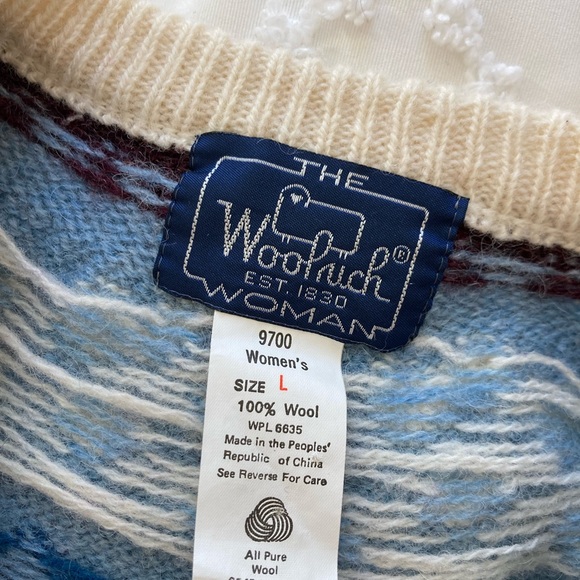 THE
Woolrich®
EST. 1830
WOMAN
9700
Women's
SIZE L
100% Wool
WPL 6635
Made in the Peoples'
Republic of China
See Reverse For Care
All Pure
Wool